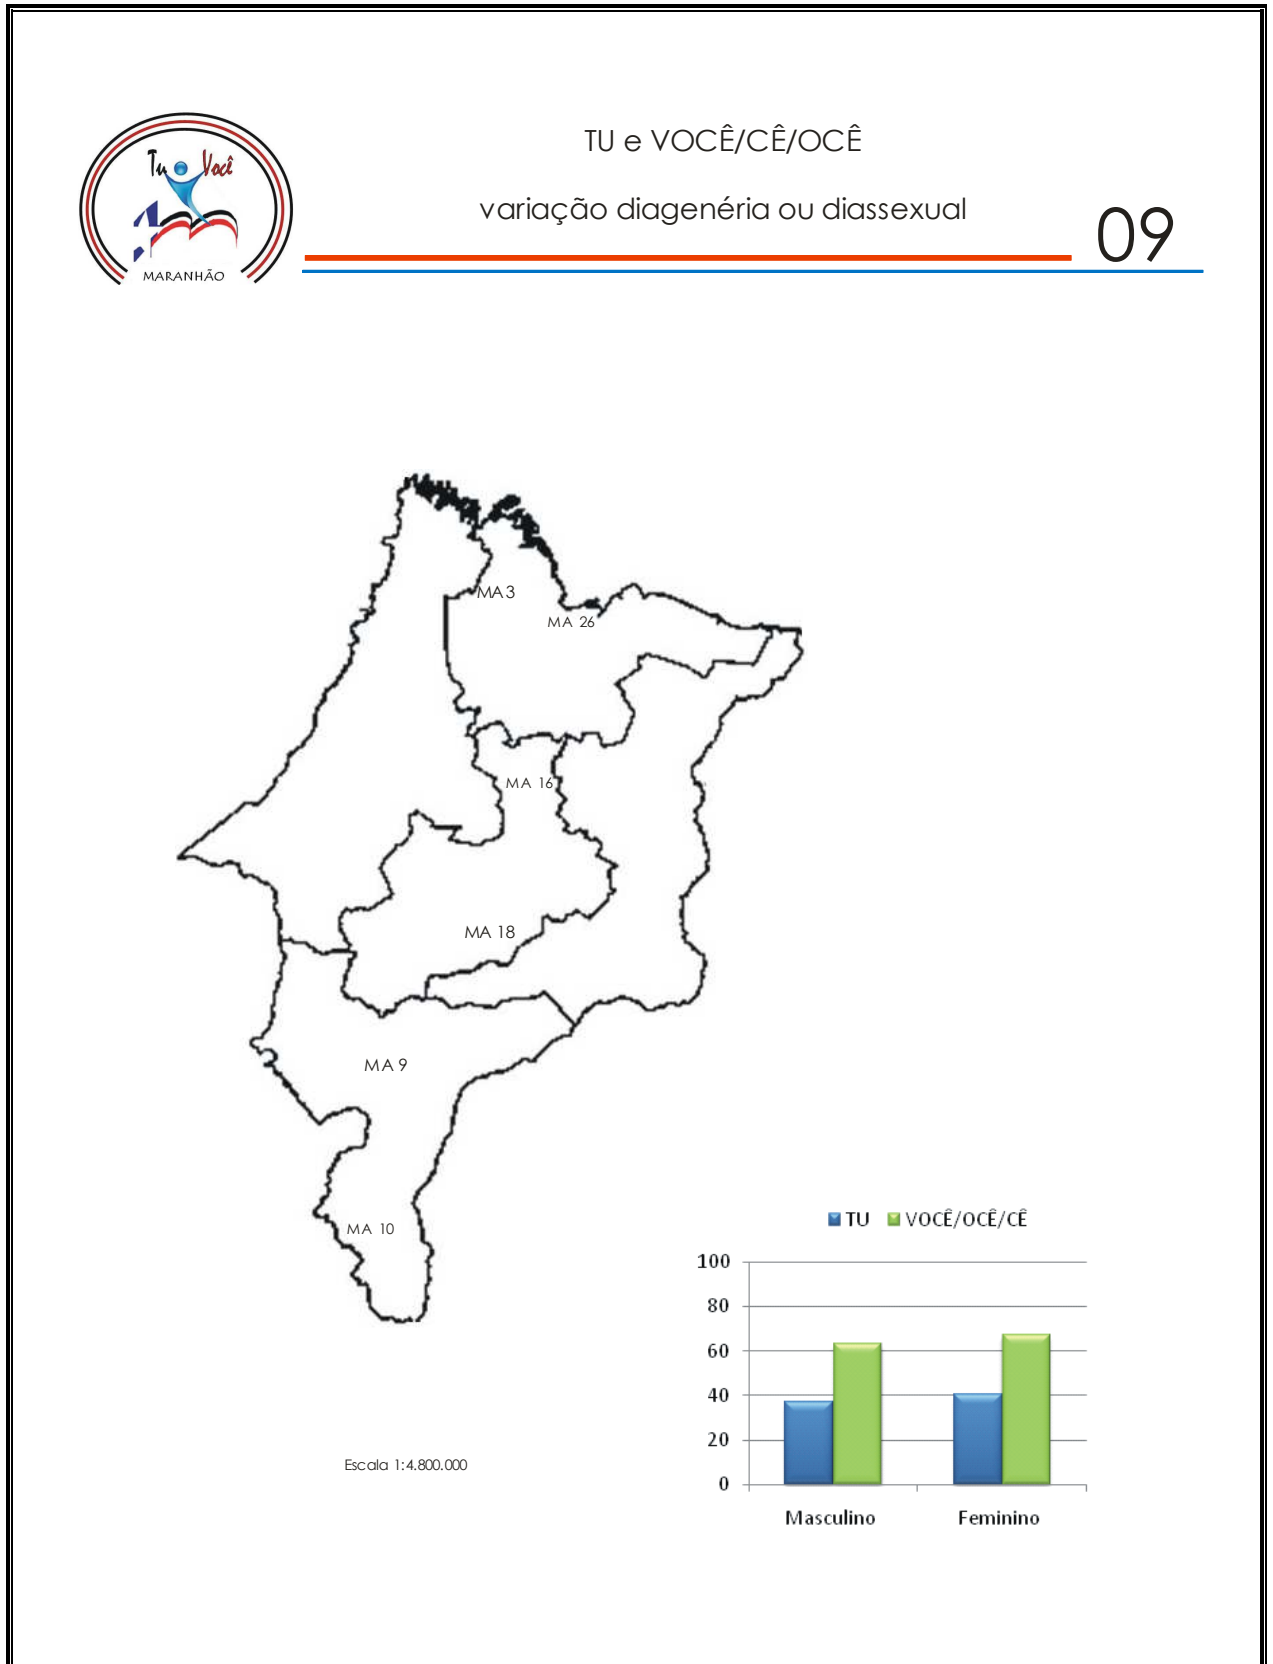 Tu Você
MARANHÃO
TU e VOCÊ/CÊ/OCÊ
variação diagenéria ou diassexual
09
MA 3
MA 26
MA 16
MA 18
MA 9
MA 10
Escala 1:4.800.000
TU VOCÊ/OCÊ/CÊ
100
80
60
40
20
0
Masculino Feminino